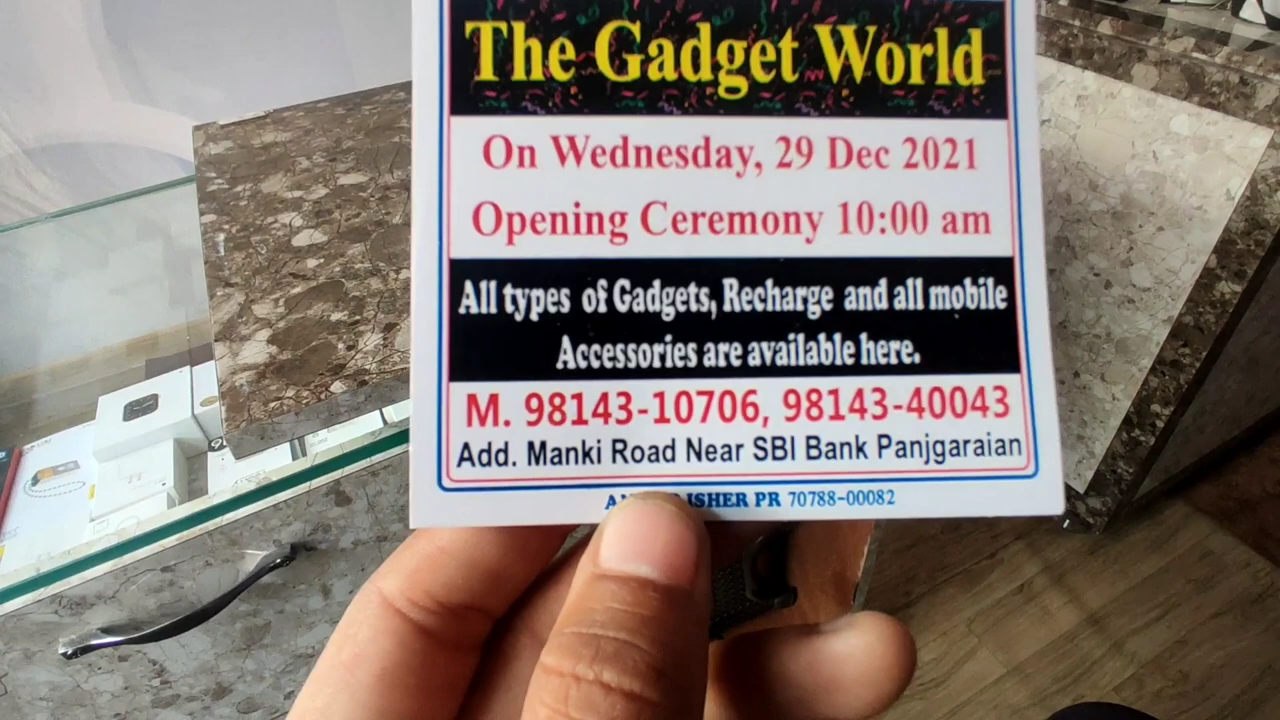 The Gadget World
On Wednesday, 29 Dec 2021
Opening Ceremony 10:00 am
All types of Gadgets, Recharge and all mobile
Accessories are available here.
M. 98143-10706, 98143-40043
Add. Manki Road Near SBI Bank Panjgaraian
PR 70788-00082